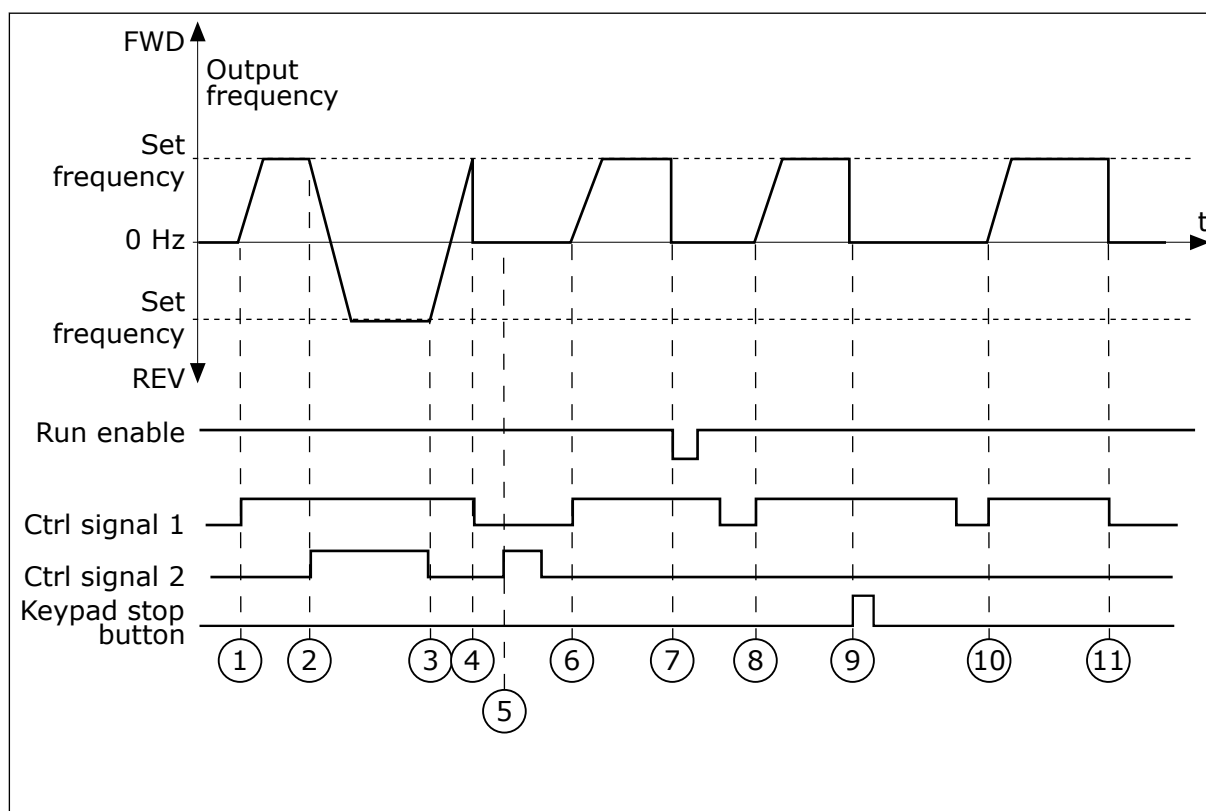 FWD
Output
frequency
Set
frequency
0 Hz
t
Set
frequency
REV
Run enable
Ctrl signal 1
Ctrl signal 2
Keypad stop
button
1 2 3 4 6 7 8 9 10 11
5